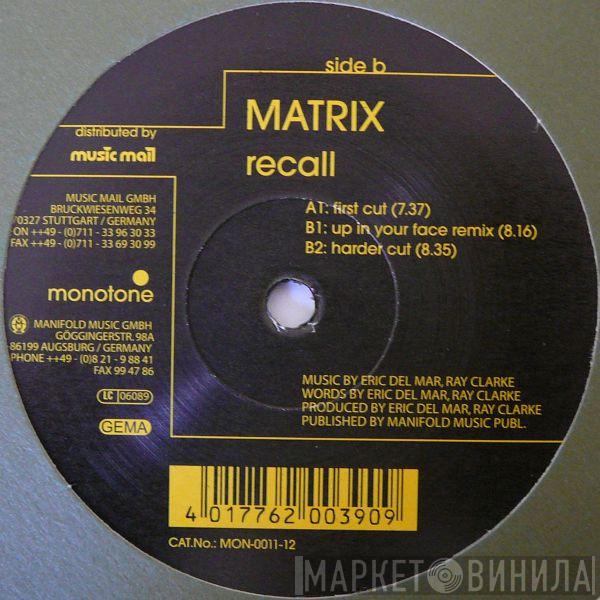 side b
MATRIX
recall
A1: first cut (7.37)
B1: up in your face remix (8.16)
B2: harder cut (8.35)
distributed by
music mail
MUSIC MAIL GMBH
BRUCKWIESENWEG 34
70327 STUTTGART / GERMANY
ON ++49 - (0)711 - 33 96 30 33
FAX ++49 - (0)711 - 33 69 30 99
monotone
MANIFOLD MUSIC GMBH
GÖGGINGERSTR. 98A
86199 AUGSBURG / GERMANY
PHONE ++49 - (0)8 21 - 9 88 41
FAX 99 47 86
LC 06089
GEMA
MUSIC BY ERIC DEL MAR, RAY CLARKE
WORDS BY ERIC DEL MAR, RAY CLARKE
PRODUCED BY ERIC DEL MAR, RAY CLARKE
PUBLISHED BY MANIFOLD MUSIC PUBL.
4 017762 003909
CAT.No.: MON-0011-12
МАРКЕТ ВИНИЛА